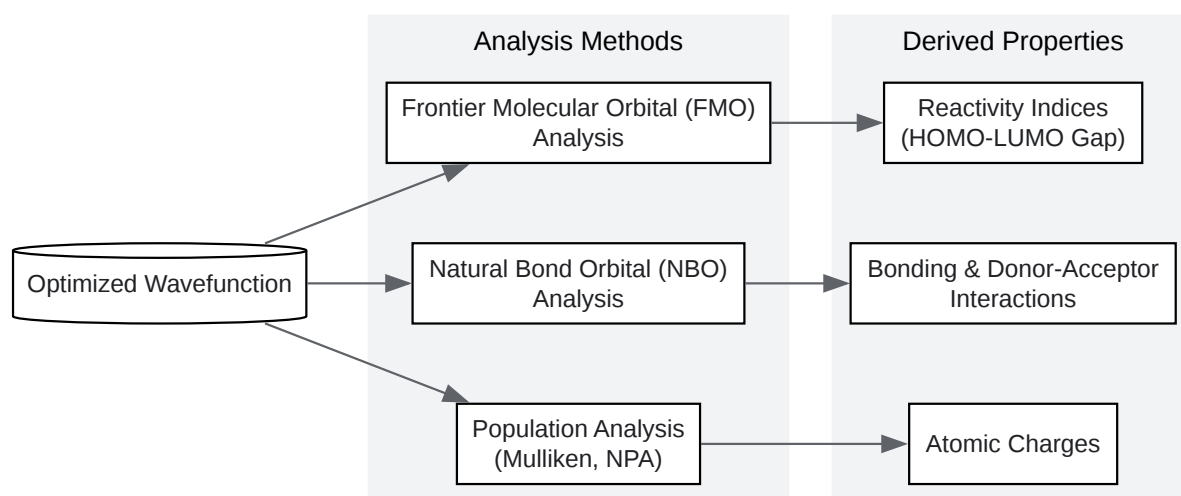 Analysis Methods
Derived Properties
Frontier Molecular Orbital (FMO)
Analysis
Reactivity Indices
(HOMO-LUMO Gap)
Optimized Wavefunction
Natural Bond Orbital (NBO)
Analysis
Bonding & Donor-Acceptor
Interactions
Population Analysis
(Mulliken, NPA)
Atomic Charges